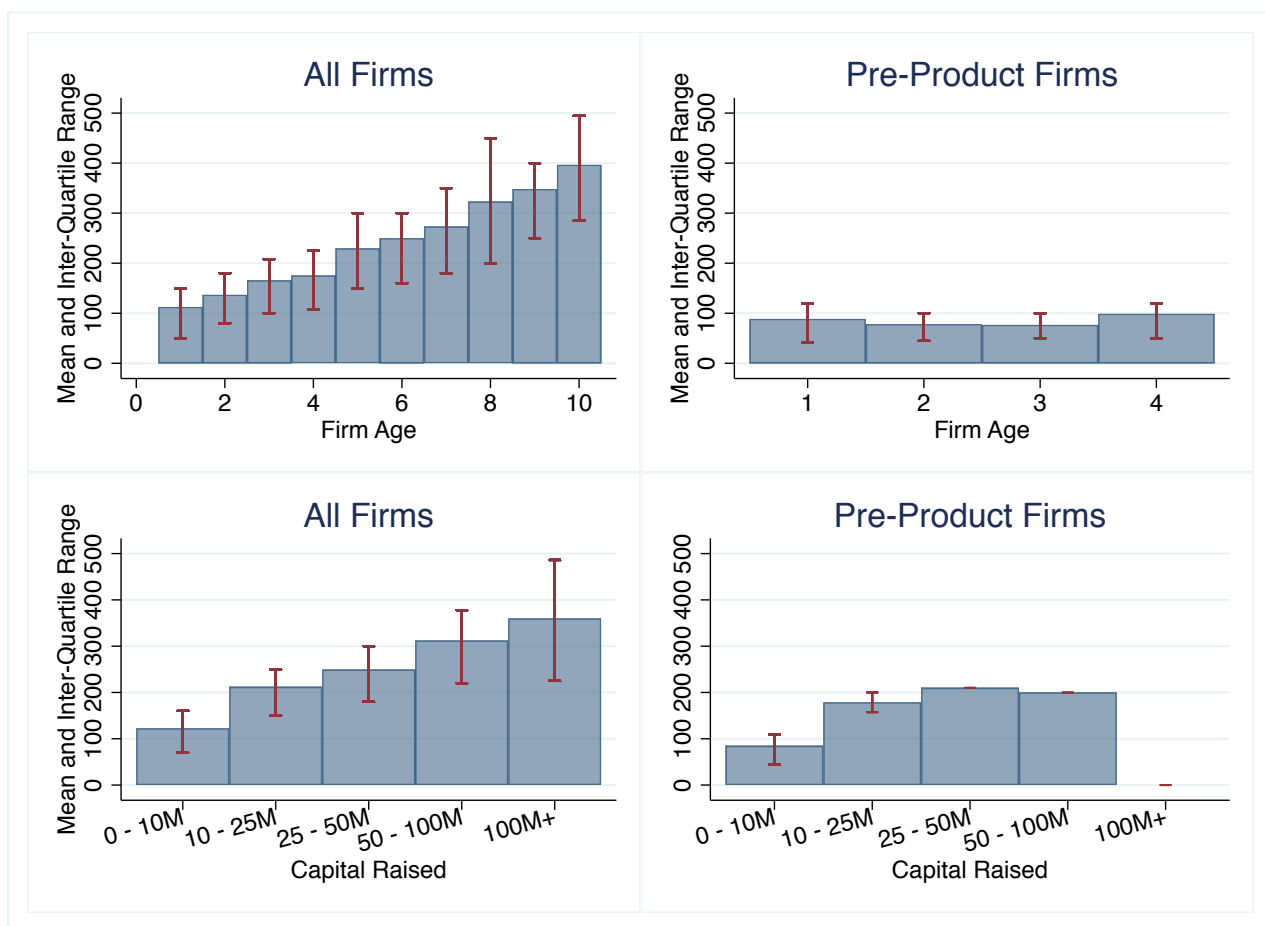 All Firms
Mean and Inter-Quartile Range
0 100 200 300 400 500
0 2 4 6 8 10
Firm Age
Pre-Product Firms
Mean and Inter-Quartile Range
0 100 200 300 400 500
1 2 3 4
Firm Age
All Firms
Mean and Inter-Quartile Range
0 100 200 300 400 500
0 - 10M 10 - 25M 25 - 50M 50 - 100M 100M+
Capital Raised
Pre-Product Firms
0 100 200 300 400 500
0 - 10M 10 - 25M 25 - 50M 50 - 100M 100M+
Capital Raised